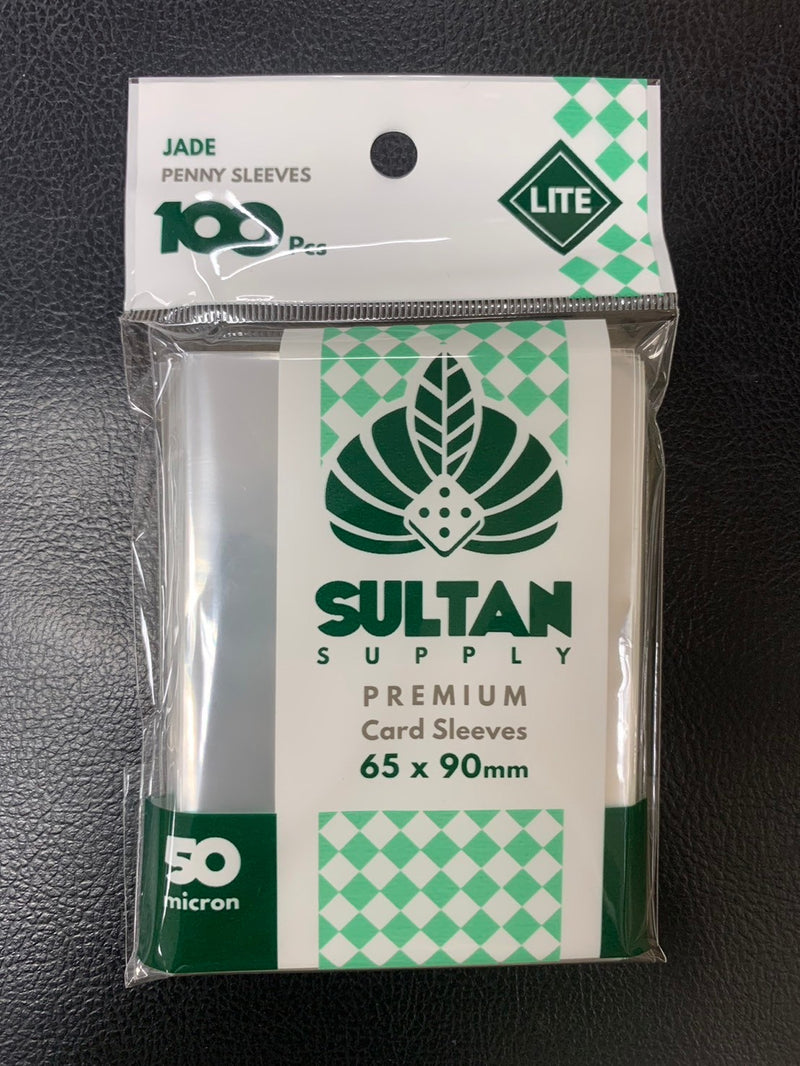 JADE
PENNY SLEEVES
100 Pcs
LITE
SULTAN
SUPPLY
PREMIUM
Card Sleeves
65 x 90mm
50
micron